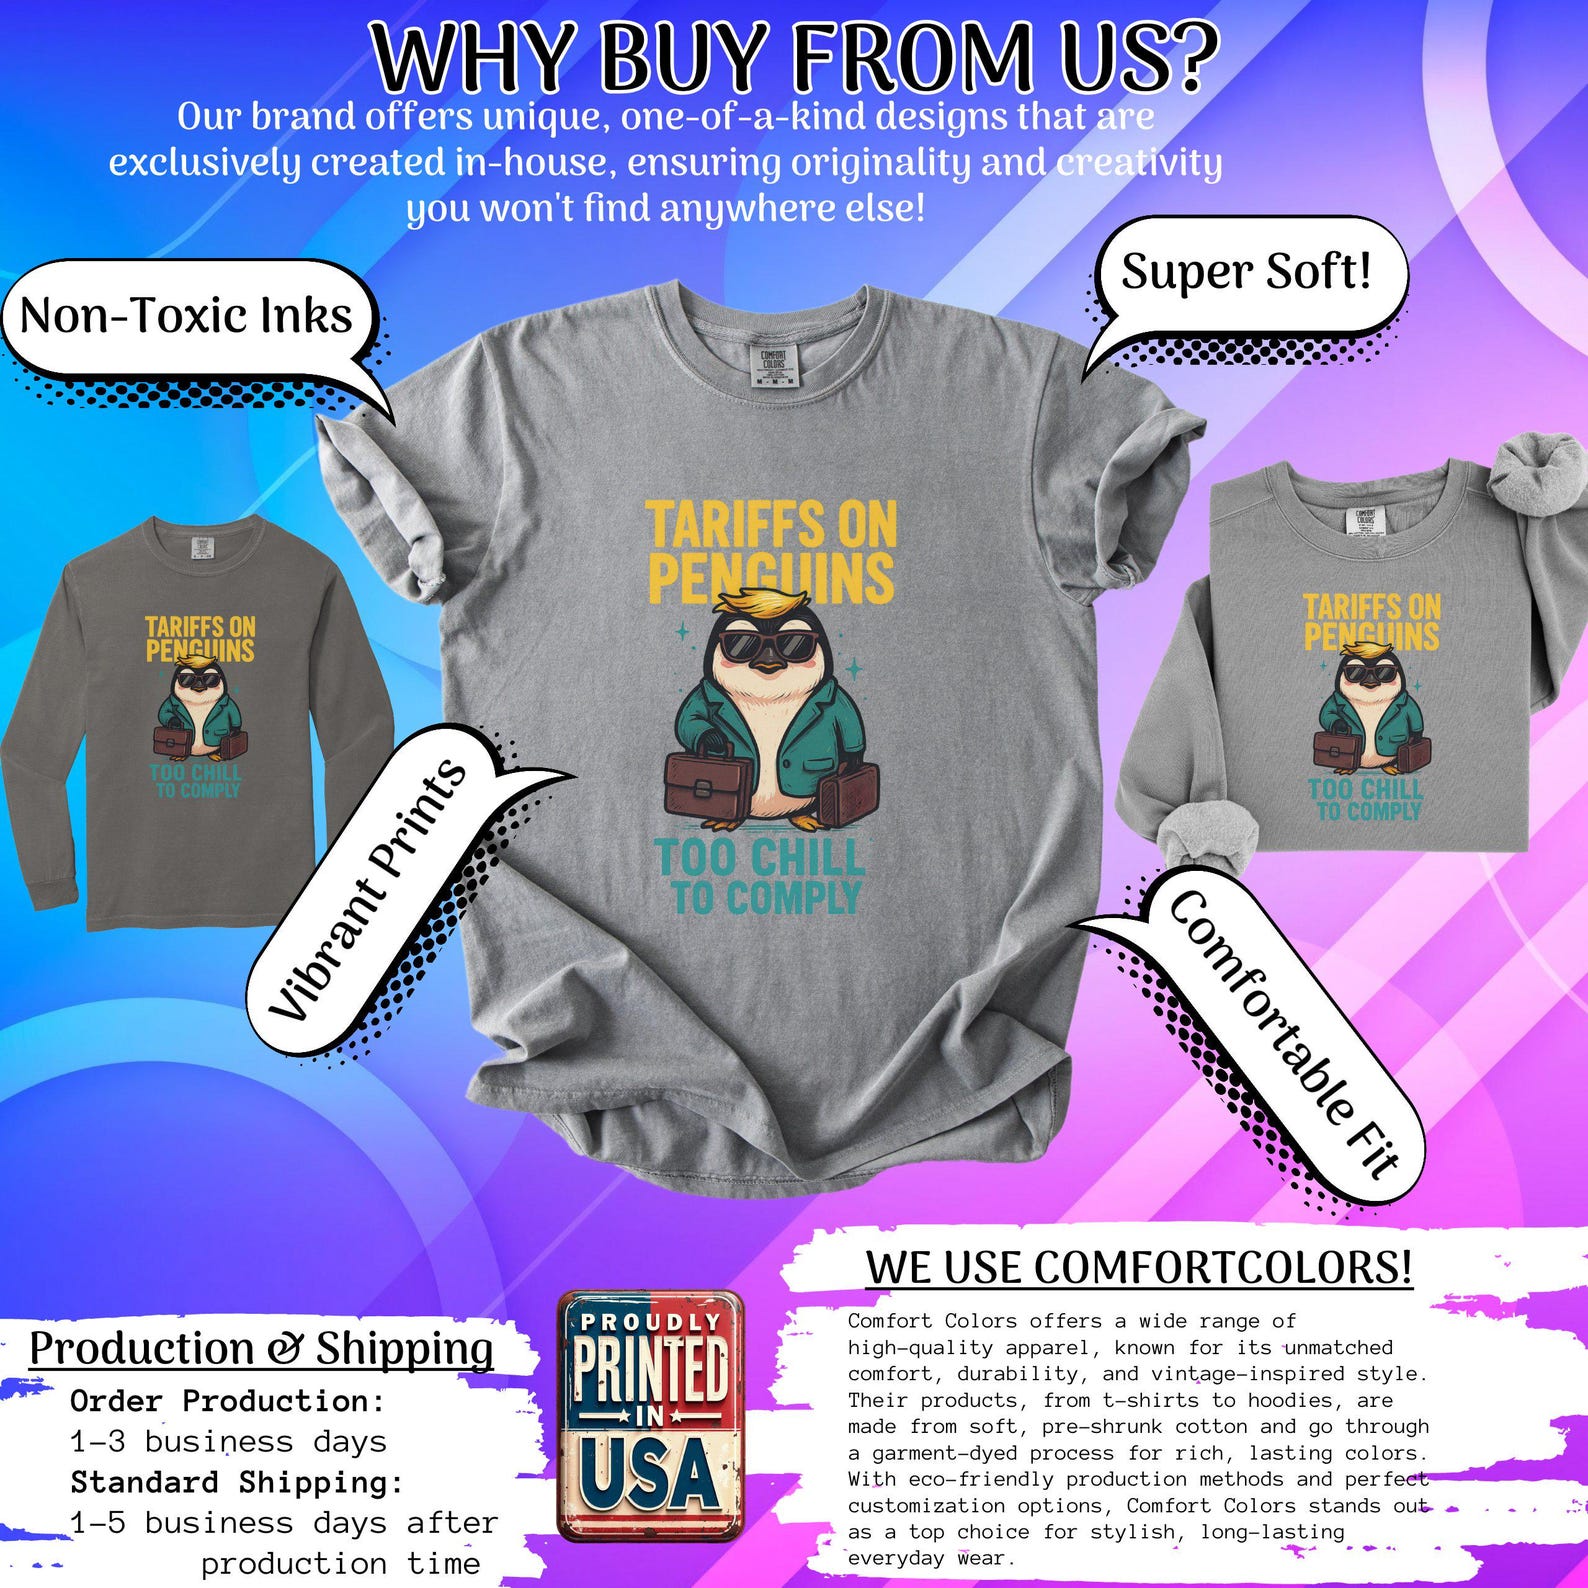 WHY BUY FROM US?
Our brand offers unique, one-of-a-kind designs that are
exclusively created in-house, ensuring originality and creativity
you won't find anywhere else!
Non-Toxic Inks
Super Soft!
COMFORT
COLORS
M - M - M
TARIFFS ON
PENGUINS
TOO CHILL
TO COMPLY
COMFORT
COLORS
TARIFFS ON
PENGUINS
TOO CHILL
TO COMPLY
COMFORT
COLORS
TARIFFS ON
PENGUINS
TOO CHILL
TO COMPLY
Vibrant Prints
Comfortable Fit
Production & Shipping
Order Production:
1-3 business days
Standard Shipping:
1-5 business days after
production time
PROUDLY
PRINTED
IN
USA
WE USE COMFORTCOLORS!
Comfort Colors offers a wide range of
high-quality apparel, known for its unmatched
comfort, durability, and vintage-inspired style.
Their products, from t-shirts to hoodies, are
made from soft, pre-shrunk cotton and go through
a garment-dyed process for rich, lasting colors.
With eco-friendly production methods and perfect
customization options, Comfort Colors stands out
as a top choice for stylish, long-lasting
everyday wear.